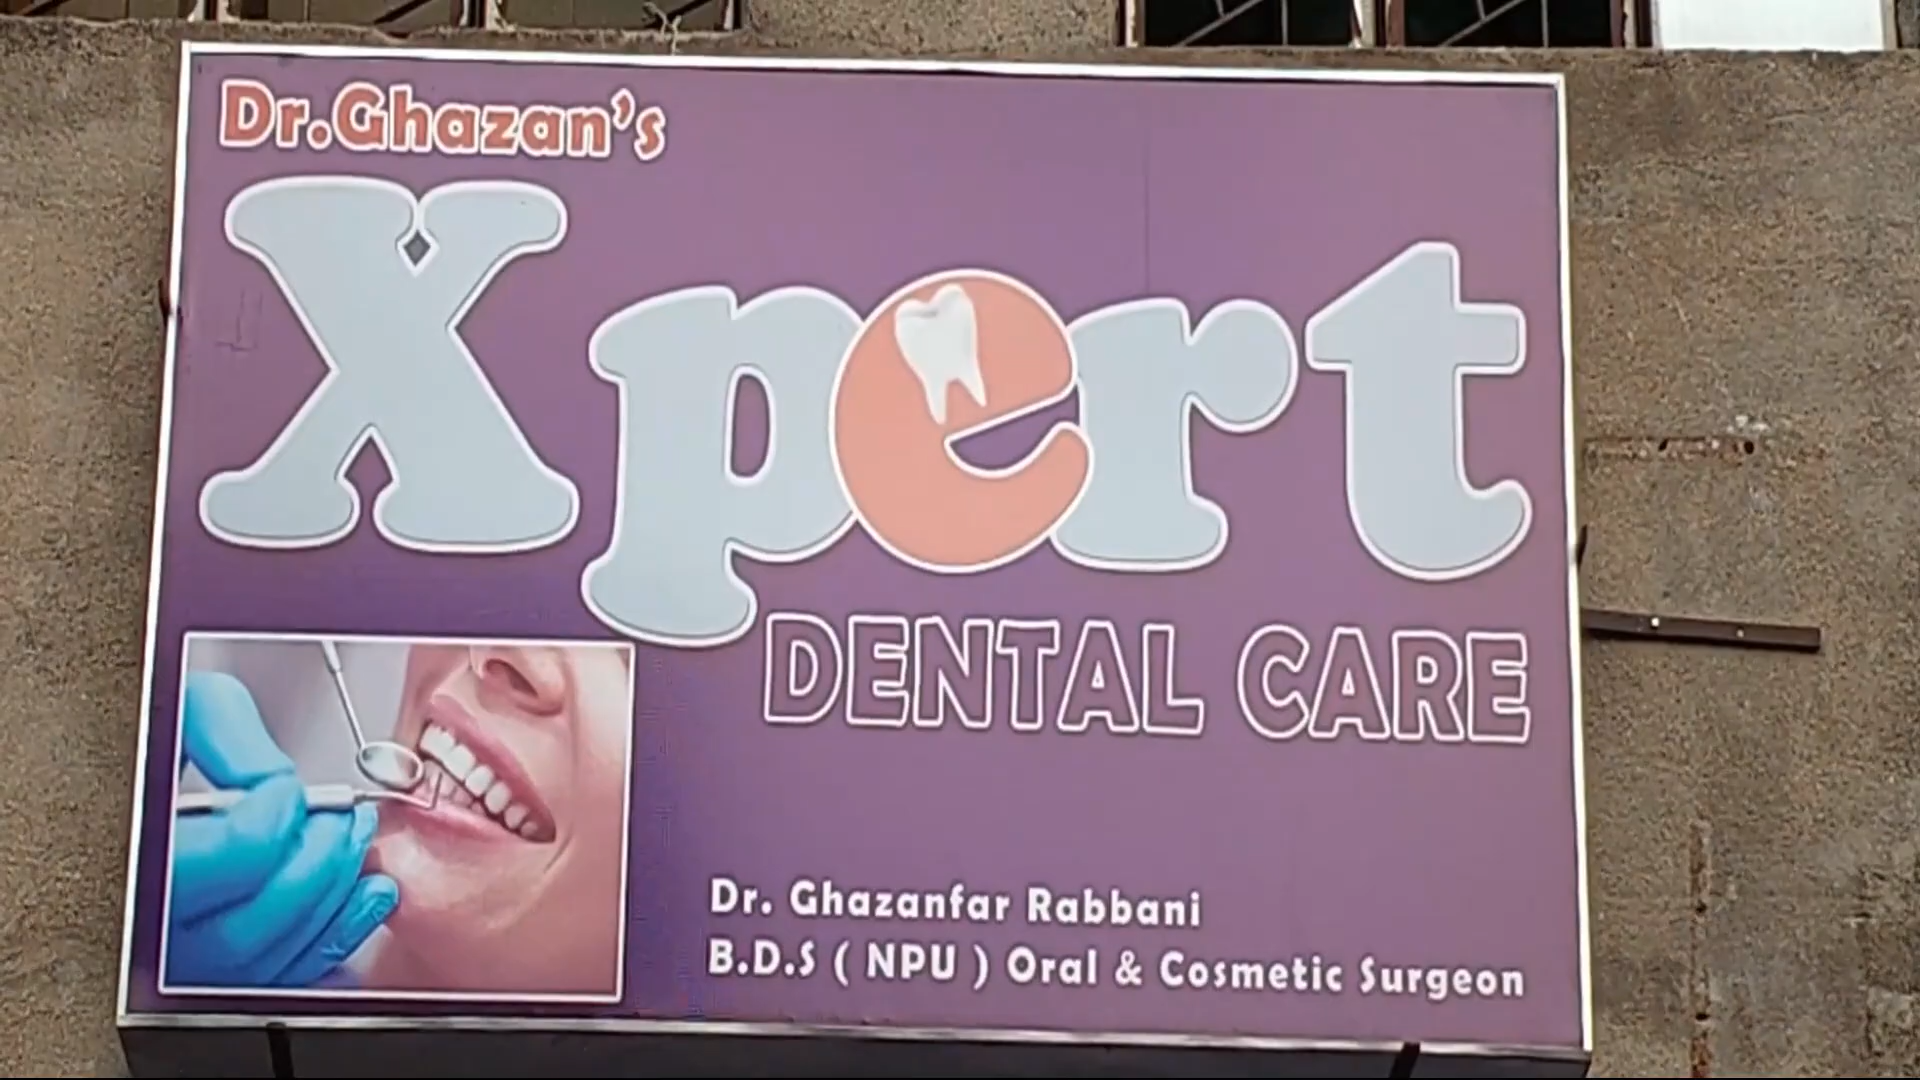 Dr.Ghazan's
Xpert
DENTAL CARE
Dr. Ghazanfar Rabbani
B.D.S ( NPU ) Oral & Cosmetic Surgeon